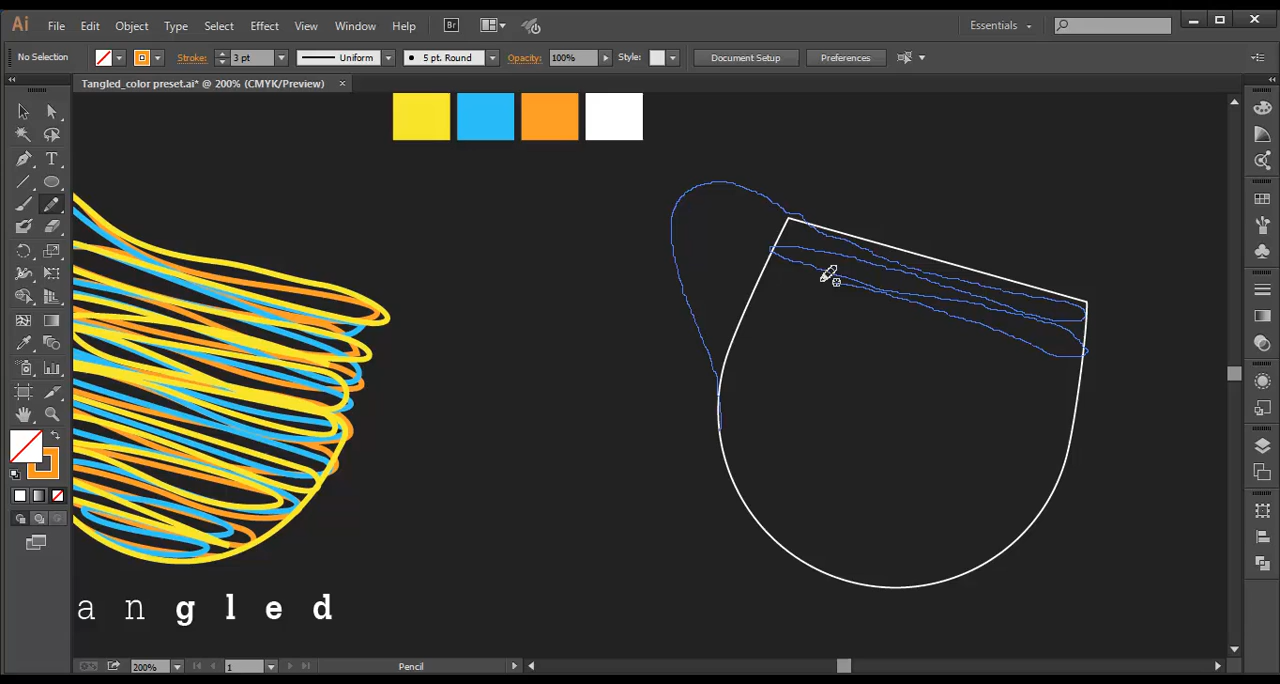 Ai File Edit Object Type Select Effect View Window Help Br Essentials
No Selection Stroke: 3 pt Uniform 5 pt. Round Opacity: 100% Style: Document Setup Preferences
Tangled_color preset.ai* @ 200% (CMYK/Preview)
angled
200% 1 Pencil